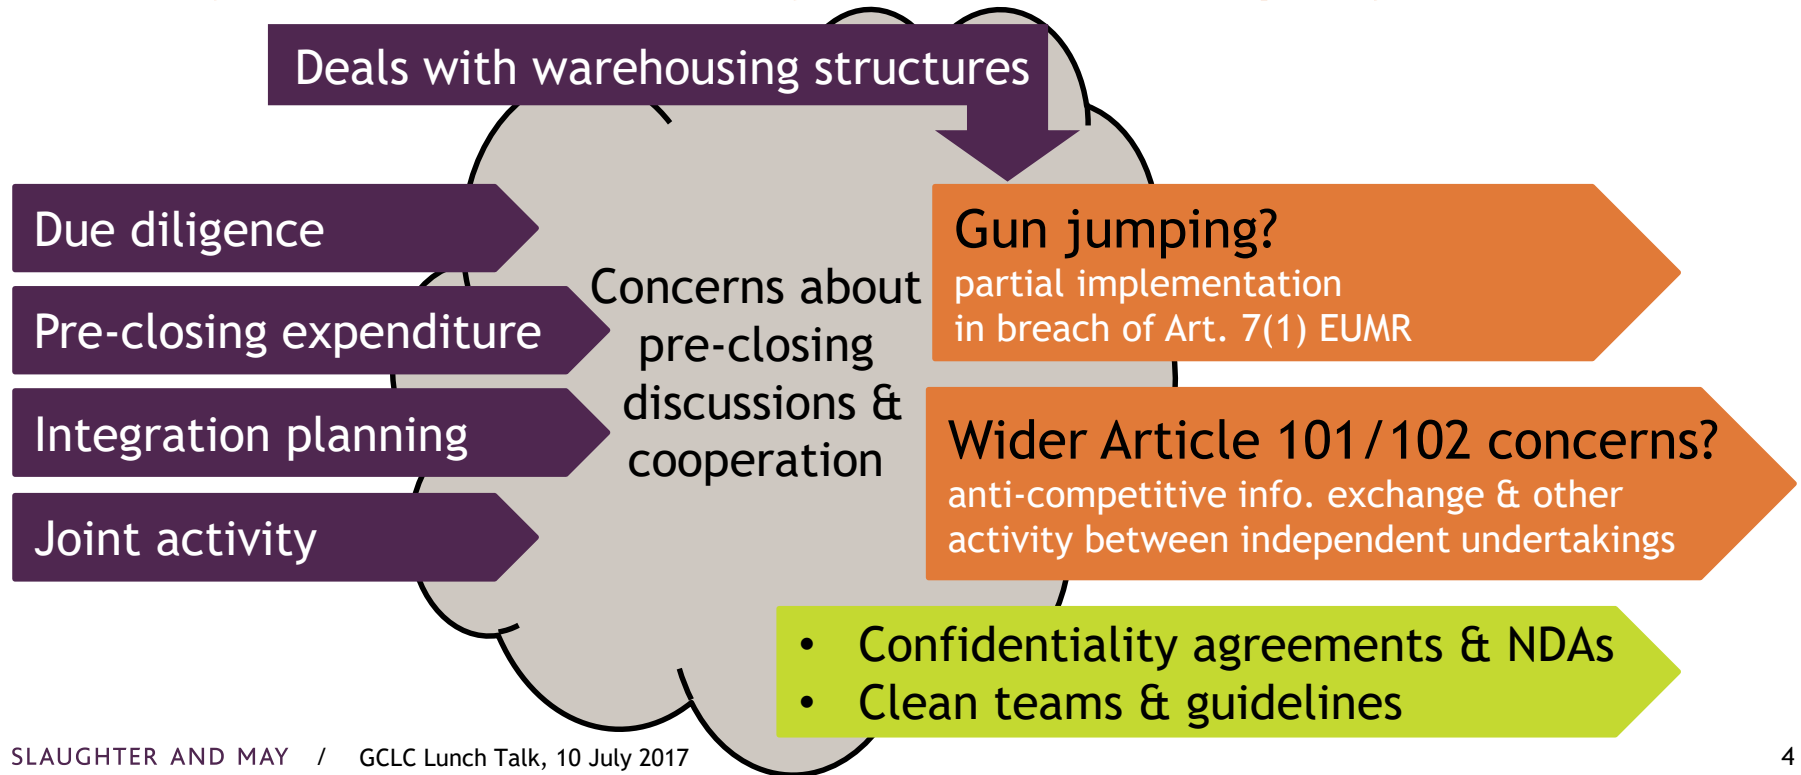 Deals with warehousing structures
Due diligence
Pre-closing expenditure
Integration planning
Joint activity
Concerns about
pre-closing
discussions &
cooperation
Gun jumping?
partial implementation
in breach of Art. 7(1) EUMR
Wider Article 101/102 concerns?
anti-competitive info. exchange & other
activity between independent undertakings
• Confidentiality agreements & NDAs
• Clean teams & guidelines
SLAUGHTER AND MAY / GCLC Lunch Talk, 10 July 2017
4